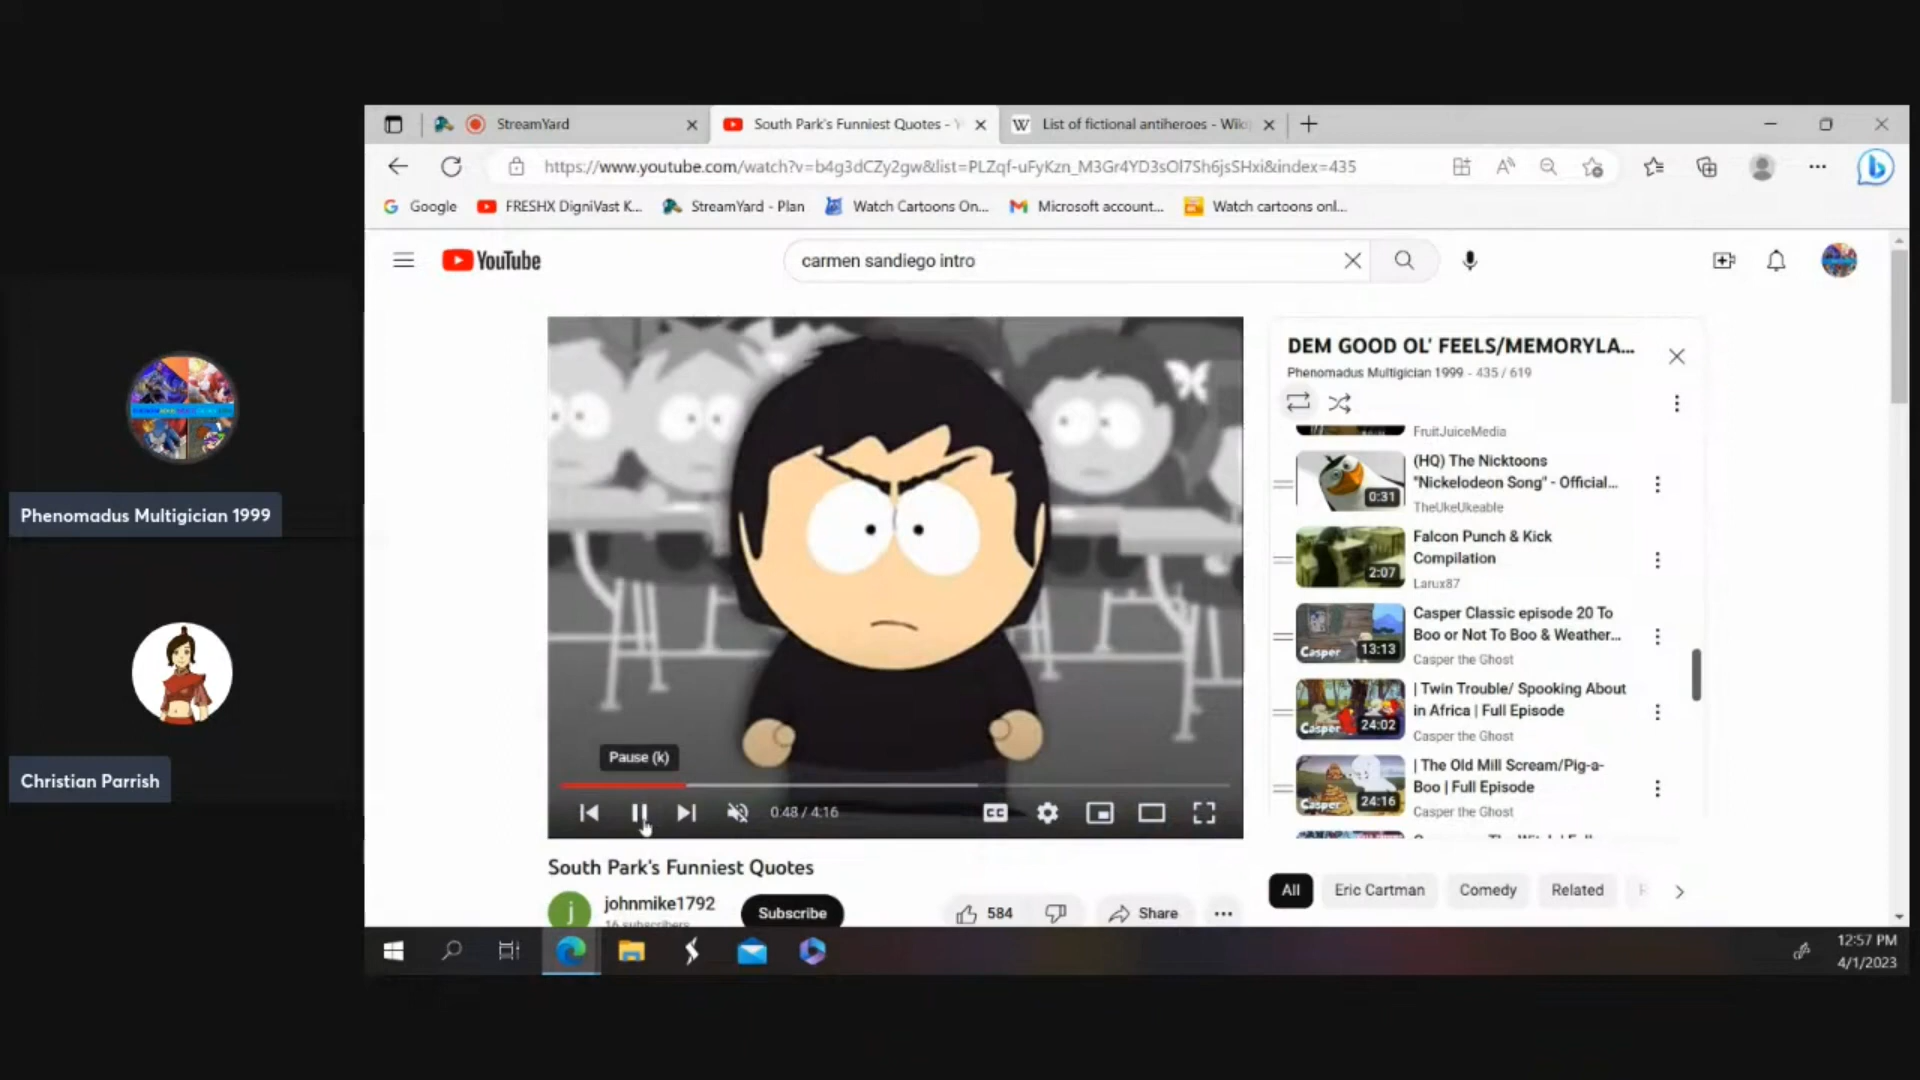 StreamYard
South Park's Funniest Quotes - Y
List of fictional antiheroes - Wiki
https://www.youtube.com/watch?v=b4g3dCZy2gw&list=PLZqf-uFyKzn_M3Gr4YD3sOl7Sh6jsSHxi&index=435
Google
FRESHX DigniVast K...
StreamYard - Plan
Watch Cartoons On...
Microsoft account...
Watch cartoons onl...
YouTube
carmen sandiego intro
Phenomadus Multigician 1999
Christian Parrish
Pause (k)
0:48 / 4:16
CC
South Park's Funniest Quotes
j
johnmike1792
16 subscribers
Subscribe
584
Share
DEM GOOD OL' FEELS/MEMORYLA...
Phenomadus Multigician 1999 - 435 / 619
FruitJuiceMedia
(HQ) The Nicktoons
"Nickelodeon Song" - Official...
TheUkeUkeable
0:31
Falcon Punch & Kick
Compilation
Larux87
2:07
Casper Classic episode 20 To
Boo or Not To Boo & Weather...
Casper the Ghost
Casper
13:13
| Twin Trouble/ Spooking About
in Africa | Full Episode
Casper the Ghost
Casper
24:02
| The Old Mill Scream/Pig-a-
Boo | Full Episode
Casper the Ghost
Casper
24:16
All
Eric Cartman
Comedy
Related
12:57 PM
4/1/2023